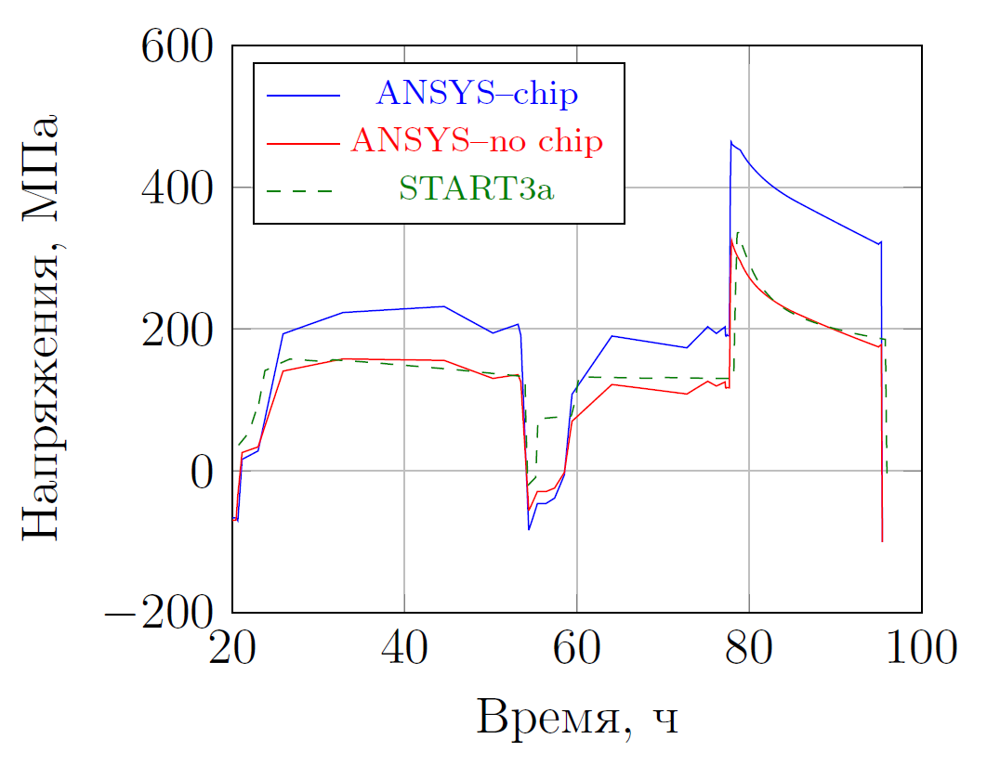 600
400
200
0
−200
20 40 60 80 100
Напряжения, МПа
Время, ч
ANSYS–chip
ANSYS–no chip
START3a